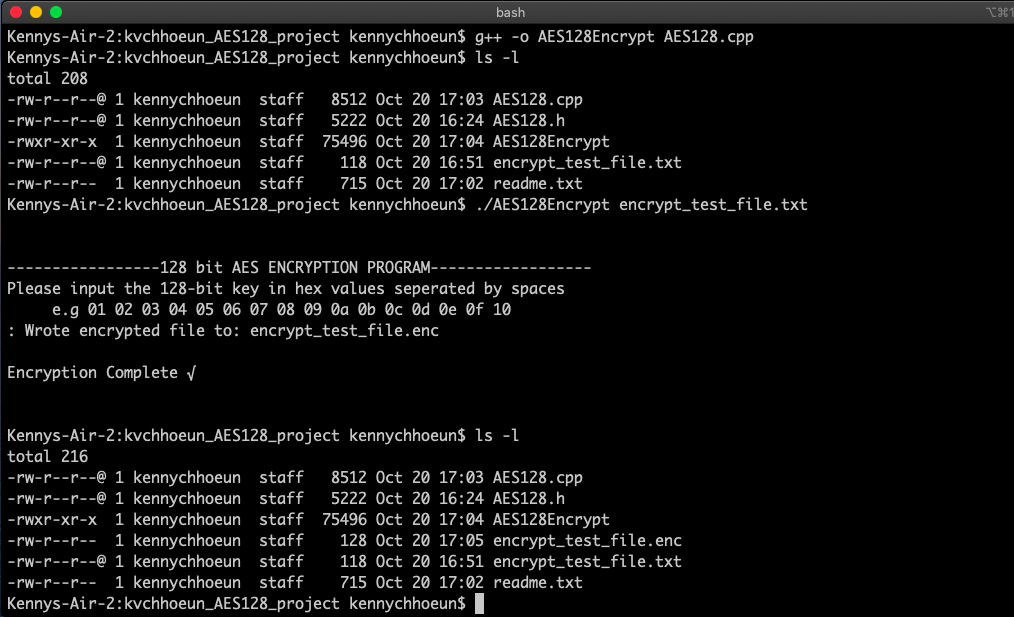 bash
⌥⌘1
Kennys-Air-2:kvchhoeun_AES128_project kennychhoeun$ g++ -o AES128Encrypt AES128.cpp
Kennys-Air-2:kvchhoeun_AES128_project kennychhoeun$ ls -l
total 208
-rw-r--r--@ 1 kennychhoeun  staff   8512 Oct 20 17:03 AES128.cpp
-rw-r--r--@ 1 kennychhoeun  staff   5222 Oct 20 16:24 AES128.h
-rwxr-xr-x  1 kennychhoeun  staff  75496 Oct 20 17:04 AES128Encrypt
-rw-r--r--@ 1 kennychhoeun  staff    118 Oct 20 16:51 encrypt_test_file.txt
-rw-r--r--  1 kennychhoeun  staff    715 Oct 20 17:02 readme.txt
Kennys-Air-2:kvchhoeun_AES128_project kennychhoeun$ ./AES128Encrypt encrypt_test_file.txt
-----------------128 bit AES ENCRYPTION PROGRAM------------------
Please input the 128-bit key in hex values seperated by spaces
     e.g 01 02 03 04 05 06 07 08 09 0a 0b 0c 0d 0e 0f 10
: Wrote encrypted file to: encrypt_test_file.enc
Encryption Complete √
Kennys-Air-2:kvchhoeun_AES128_project kennychhoeun$ ls -l
total 216
-rw-r--r--@ 1 kennychhoeun  staff   8512 Oct 20 17:03 AES128.cpp
-rw-r--r--@ 1 kennychhoeun  staff   5222 Oct 20 16:24 AES128.h
-rwxr-xr-x  1 kennychhoeun  staff  75496 Oct 20 17:04 AES128Encrypt
-rw-r--r--  1 kennychhoeun  staff    128 Oct 20 17:05 encrypt_test_file.enc
-rw-r--r--@ 1 kennychhoeun  staff    118 Oct 20 16:51 encrypt_test_file.txt
-rw-r--r--  1 kennychhoeun  staff    715 Oct 20 17:02 readme.txt
Kennys-Air-2:kvchhoeun_AES128_project kennychhoeun$